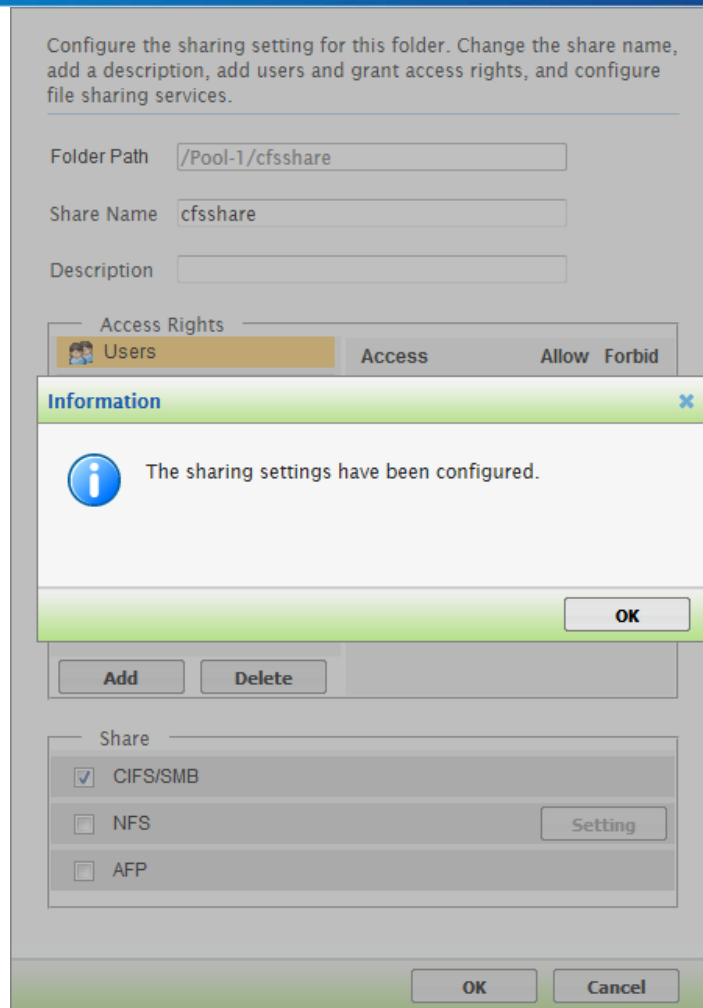 Configure the sharing setting for this folder. Change the share name,
add a description, add users and grant access rights, and configure
file sharing services.
Folder Path /Pool-1/cfsshare
Share Name cfsshare
Description
Access Rights
Users Access Allow Forbid
Information
The sharing settings have been configured.
OK
Add Delete
Share
CIFS/SMB
NFS Setting
AFP
OK Cancel